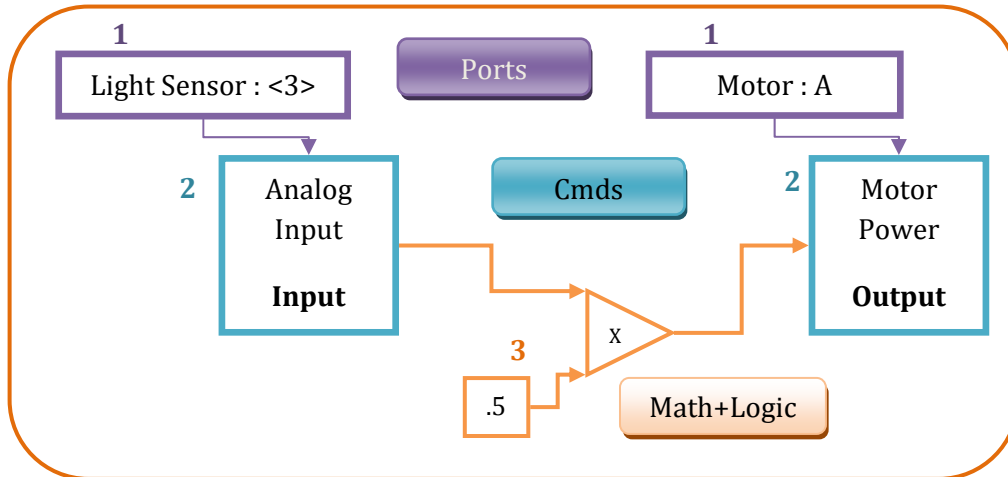 1
1
Light Sensor : <3>
Ports
Motor : A
2
Analog
Input
Input
Cmds
2
Motor
Power
Output
X
3
.5
Math+Logic